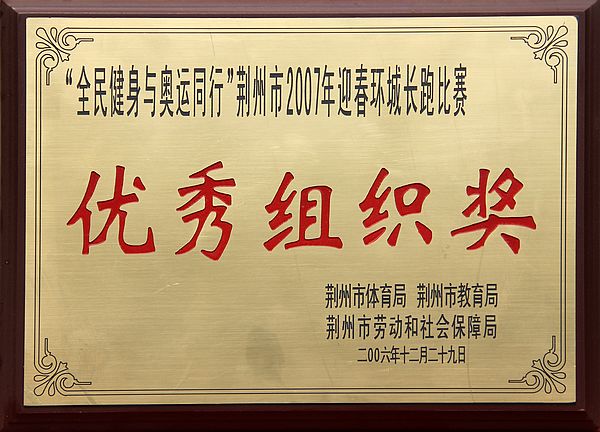 “全民健身与奥运同行”荆州市2007年迎春环城长跑比赛
优秀组织奖
荆州市体育局 荆州市教育局
荆州市劳动和社会保障局
二00六年十二月二十九日